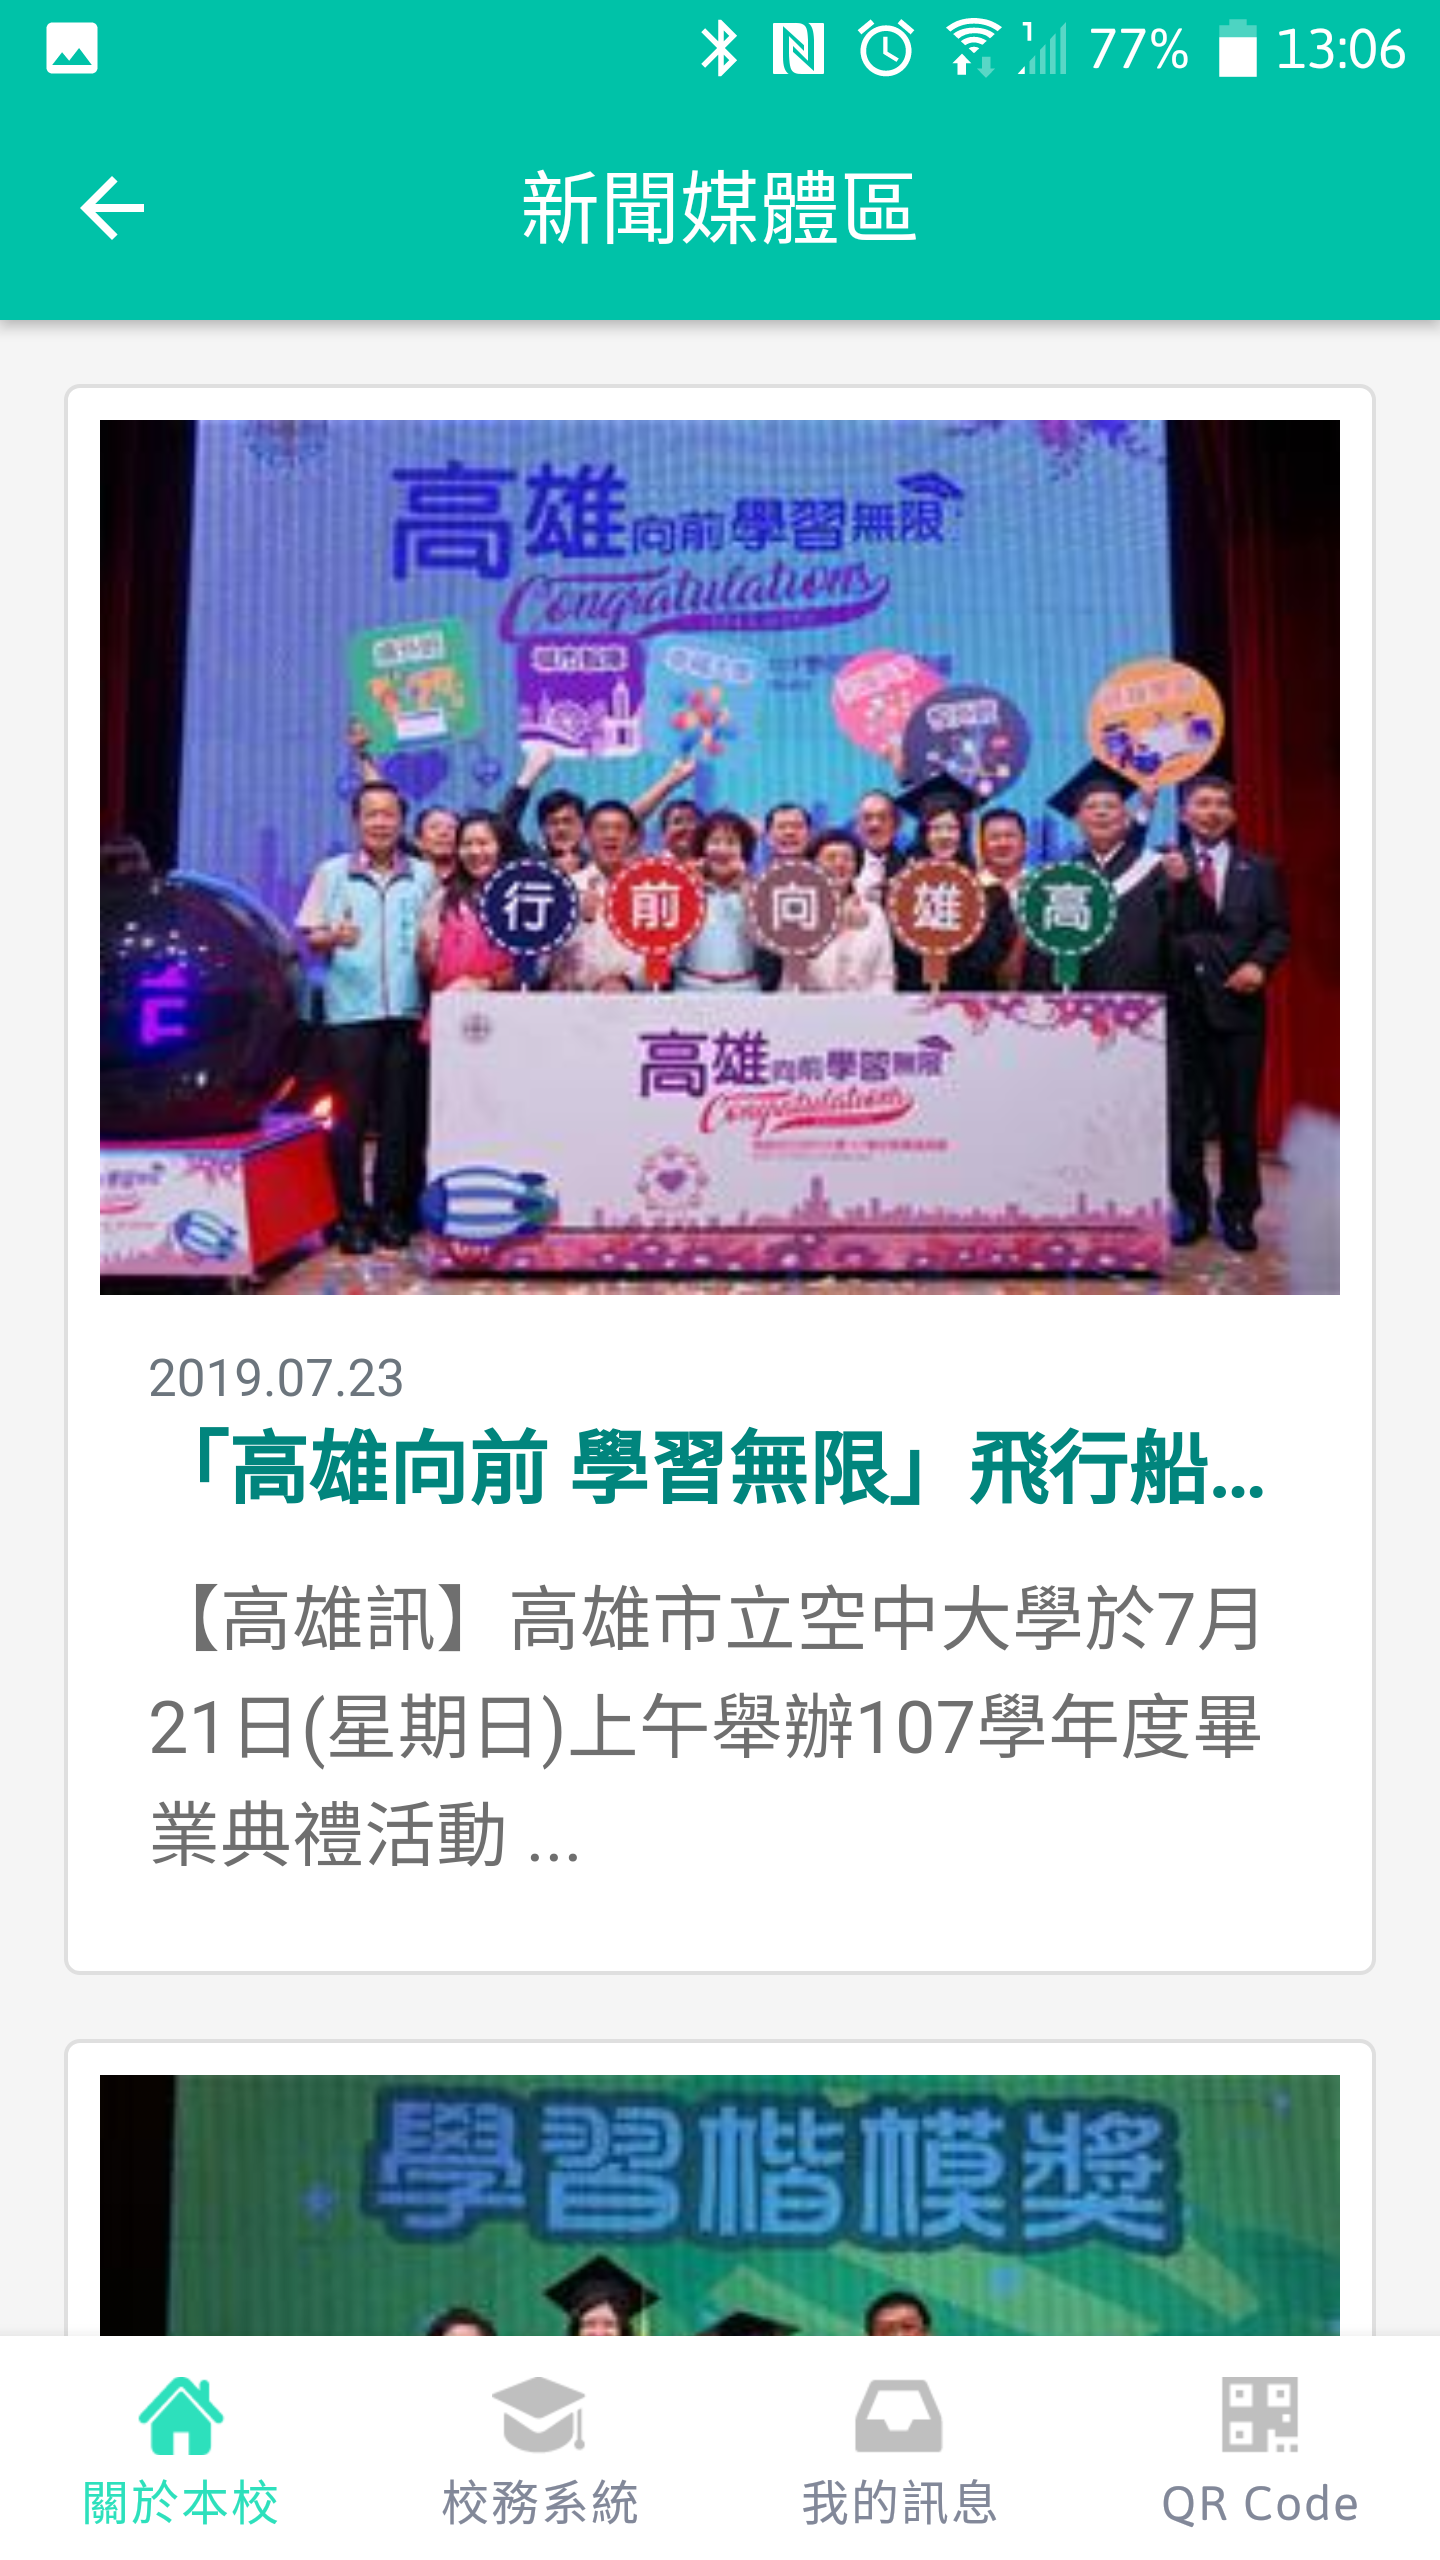 77% 13:06
新聞媒體區
高雄向前學習無限
Congratulations
城市智慧
行前向雄高
高雄向前學習無限
Congratulations
2019.07.23
「高雄向前 學習無限」飛行船...
【高雄訊】高雄市立空中大學於7月
21日(星期日)上午舉辦107學年度畢
業典禮活動 ...
學習楷模獎
關於本校
校務系統
我的訊息
QR Code